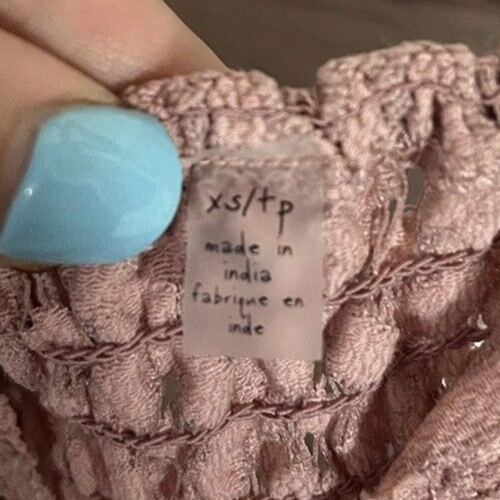 xs/tp
made in
india
fabrique en
inde